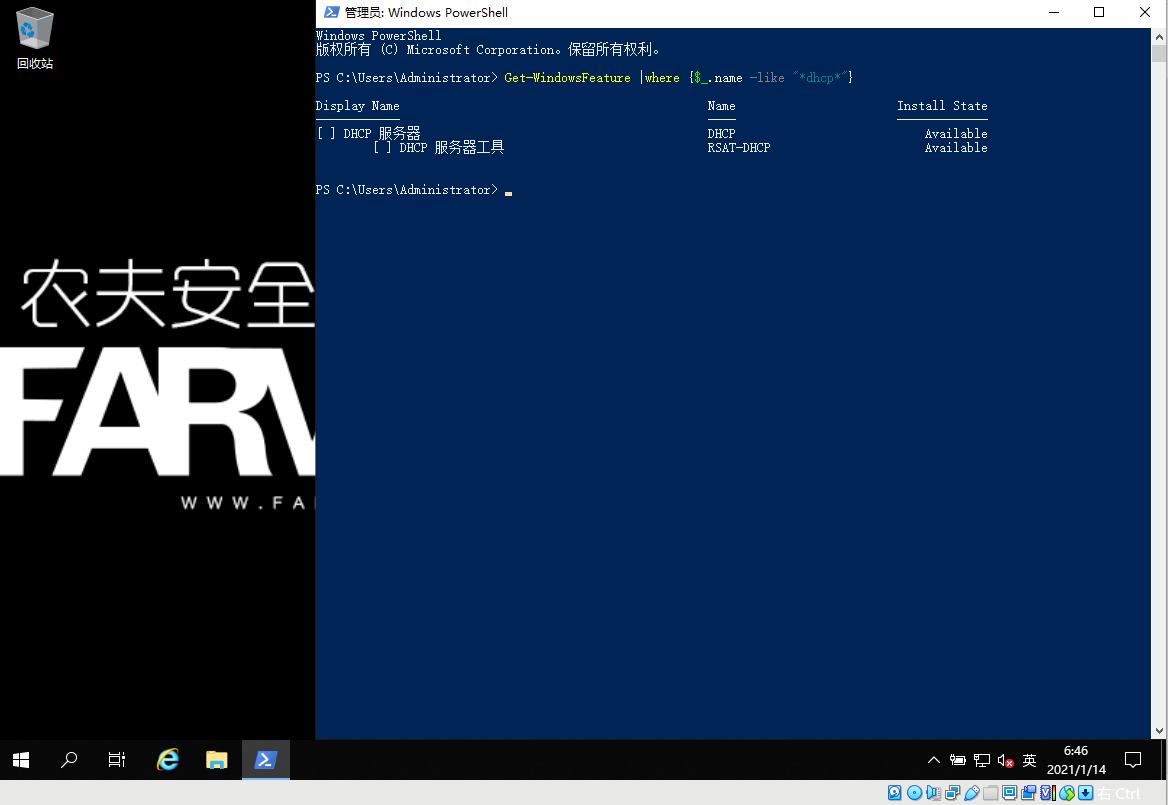 回收站
农夫安全
WWW.FA
管理员: Windows PowerShell
Windows PowerShell
版权所有 (C) Microsoft Corporation。保留所有权利。
PS C:\Users\Administrator> Get-WindowsFeature |where {$_.name -like "*dhcp*"}
Display Name Name Install State
[ ] DHCP 服务器 DHCP Available
[ ] DHCP 服务器工具 RSAT-DHCP Available
PS C:\Users\Administrator>
英
6:46
2021/1/14
右 Ctrl